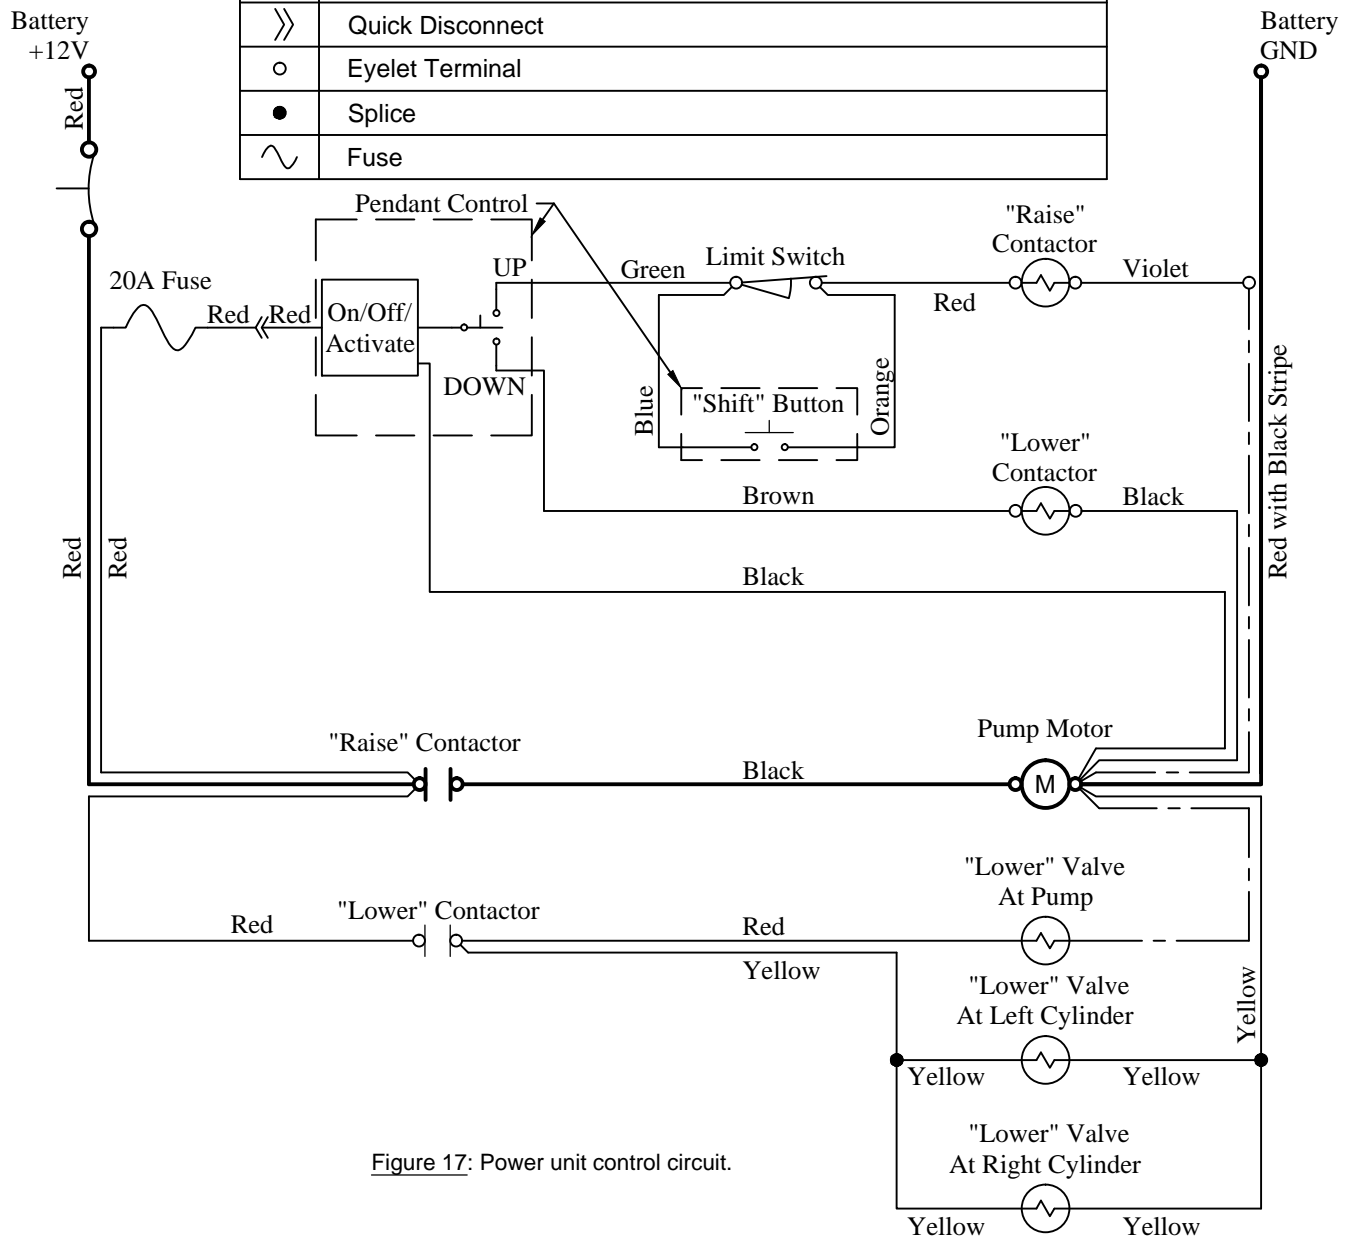 Battery
+12V
Quick Disconnect
Battery
GND
Eyelet Terminal
Red
Splice
Fuse
Pendant Control
"Raise"
Contactor
Limit Switch
UP
Green
Violet
20A Fuse
Red
Red
Red
On/Off/
Activate
DOWN
Blue
"Shift" Button
Orange
Red with Black Stripe
"Lower"
Contactor
Brown
Black
Red
Red
Black
Pump Motor
"Raise" Contactor
Black
M
"Lower" Valve
At Pump
"Lower" Contactor
Red
Red
Yellow
"Lower" Valve
At Left Cylinder
Yellow
Yellow
Yellow
"Lower" Valve
At Right Cylinder
Figure 17: Power unit control circuit.
Yellow
Yellow